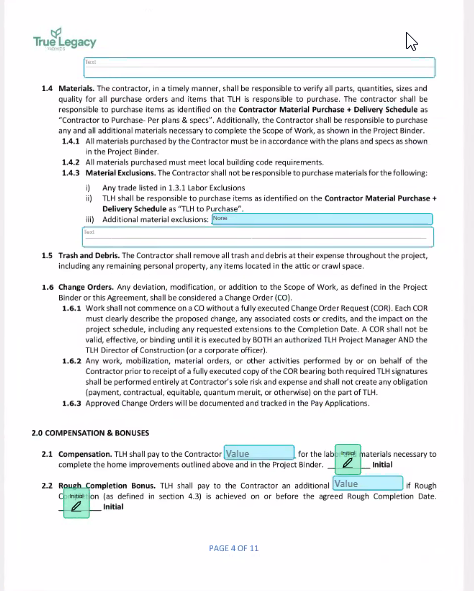 True Legacy
HOMES
Text
1.4 Materials. The contractor, in a timely manner, shall be responsible to verify all parts, quantities, sizes and
quality for all purchase orders and items that TLH is responsible to purchase. The contractor shall be
responsible to purchase items as identified on the Contractor Material Purchase + Delivery Schedule as
"Contractor to Purchase- Per plans & specs". Additionally, the Contractor shall be responsible to purchase
any and all additional materials necessary to complete the Scope of Work, as shown in the Project Binder.
1.4.1 All materials purchased by the Contractor must be in accordance with the plans and specs as shown
in the Project Binder.
1.4.2 All materials purchased must meet local building code requirements.
1.4.3 Material Exclusions. The Contractor shall not be responsible to purchase materials for the following:
i) Any trade listed in 1.3.1 Labor Exclusions
ii) TLH shall be responsible to purchase items as identified on the Contractor Material Purchase +
Delivery Schedule as "TLH to Purchase".
iii) Additional material exclusions: None
Text
1.5 Trash and Debris. The Contractor shall remove all trash and debris at their expense throughout the project,
including any remaining personal property, any items located in the attic or crawl space.
1.6 Change Orders. Any deviation, modification, or addition to the Scope of Work, as defined in the Project
Binder or this Agreement, shall be considered a Change Order (CO).
1.6.1 Work shall not commence on a CO without a fully executed Change Order Request (COR). Each COR
must clearly describe the proposed change, any associated costs or credits, and the impact on the
project schedule, including any requested extensions to the Completion Date. A COR shall not be
valid, effective, or binding until it is executed by BOTH an authorized TLH Project Manager AND the
TLH Director of Construction (or a corporate officer).
1.6.2 Any work, mobilization, material orders, or other activities performed by or on behalf of the
Contractor prior to receipt of a fully executed copy of the COR bearing both required TLH signatures
shall be performed entirely at Contractor's sole risk and expense and shall not create any obligation
(payment, contractual, equitable, quantum meruit, or otherwise) on the part of TLH.
1.6.3 Approved Change Orders will be documented and tracked in the Pay Applications.
2.0 COMPENSATION & BONUSES
2.1 Compensation. TLH shall pay to the Contractor Value for the lab Initial materials necessary to
complete the home improvements outlined above and in the Project Binder. Initial
2.2 Rough Completion Bonus. TLH shall pay to the Contractor an additional Value if Rough
C Initial on (as defined in section 4.3) is achieved on or before the agreed Rough Completion Date.
Initial
PAGE 4 OF 11